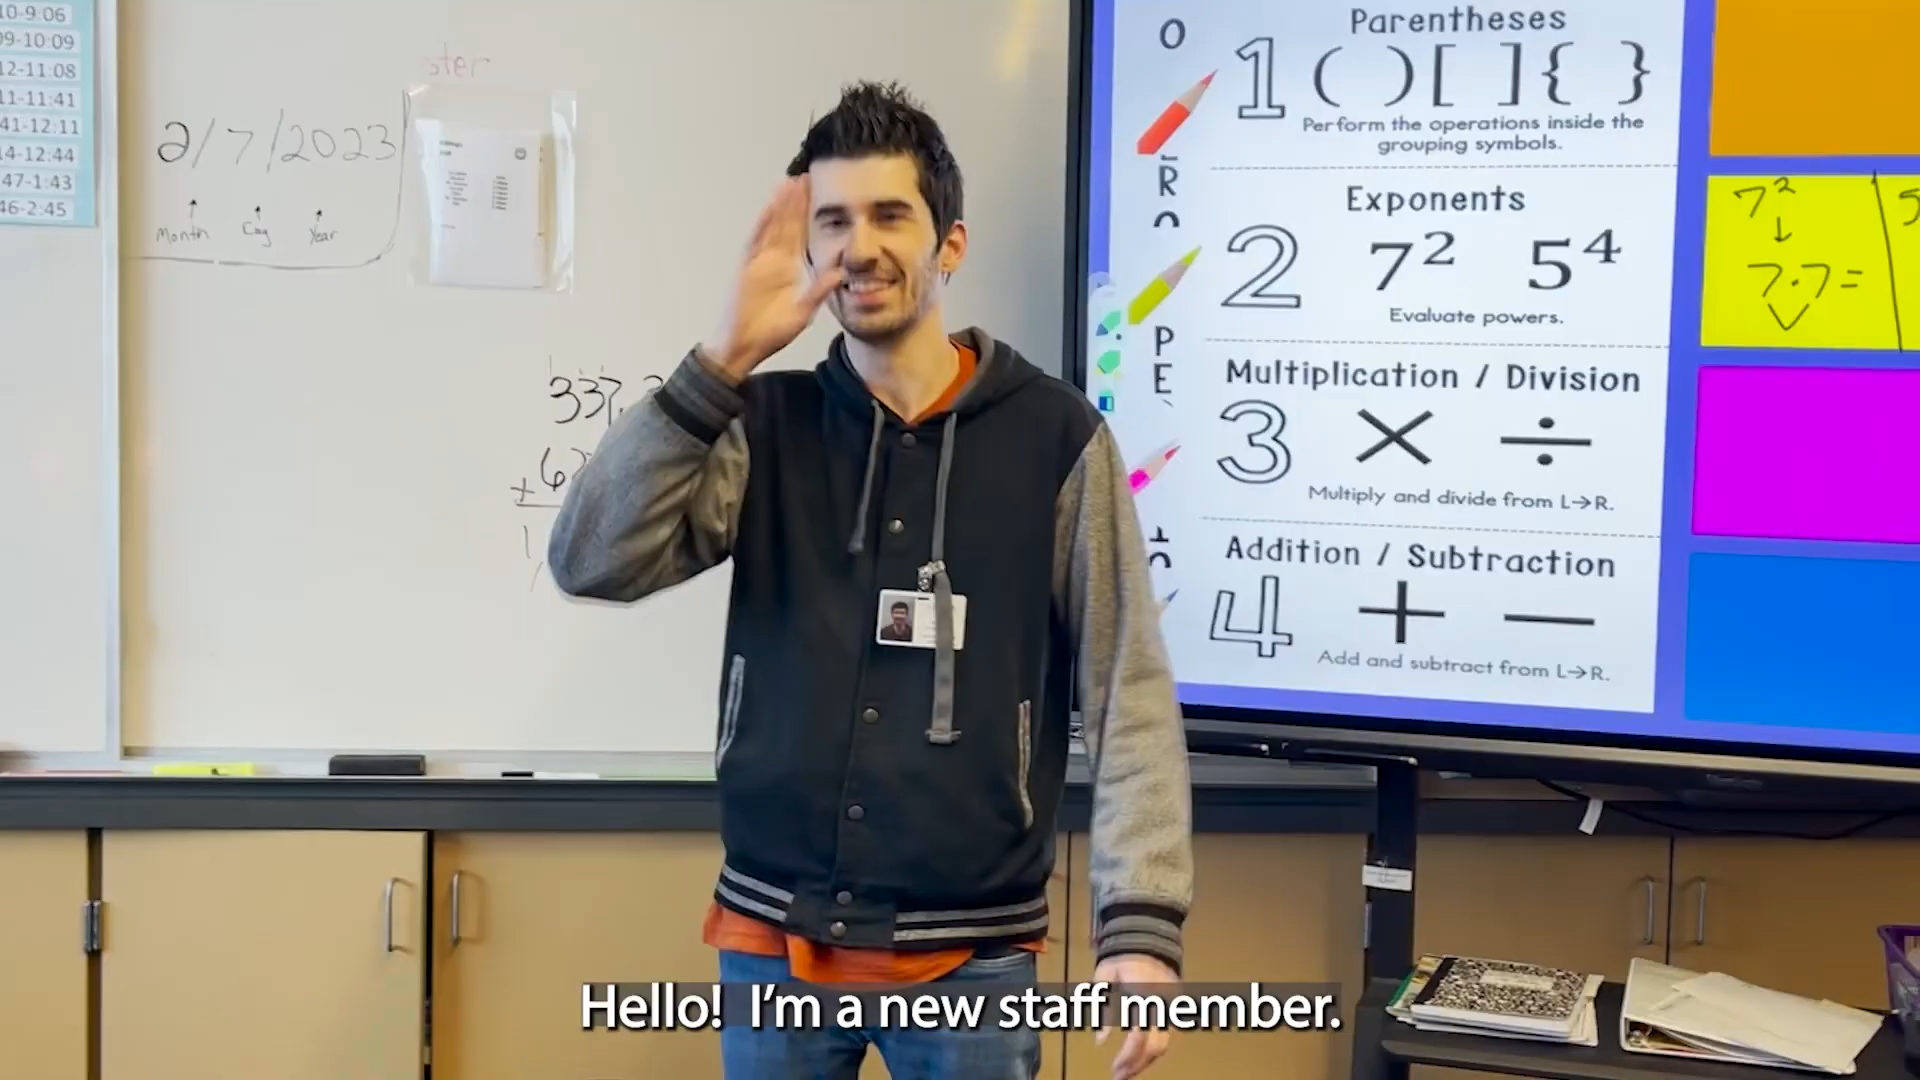 10-9:06
09-10:09
12-11:08
11-11:41
41-12:11
14-12:44
47-1:43
46-2:45
2/7/2023
Month Day Year
337
+ 6
Parentheses
1 ( ) [ ] { }
Perform the operations inside the
grouping symbols.
Exponents
2 7² 5⁴
Evaluate powers.
Multiplication / Division
3 × ÷
Multiply and divide from L→R.
Addition / Subtraction
4 + −
Add and subtract from L→R.
O
R
P
E
7²
↓
7·7=
5
Hello! I'm a new staff member.